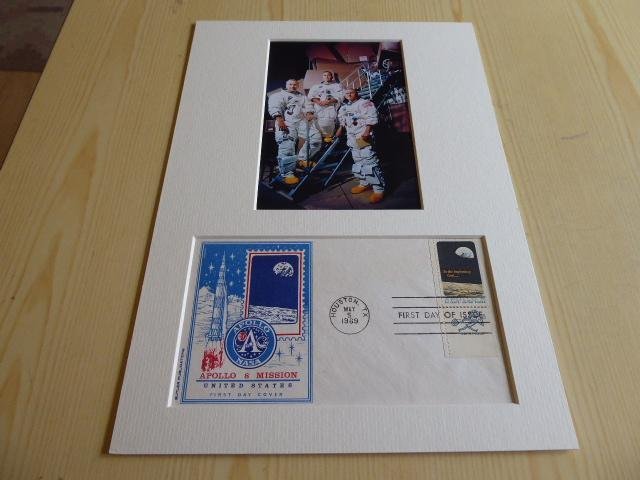 In the beginning
God...
HOUSTON, TX
MAY
5
1969
FIRST DAY OF ISSUE
APOLLO
NASA
APOLLO 8 MISSION
UNITED STATES
FIRST DAY COVER